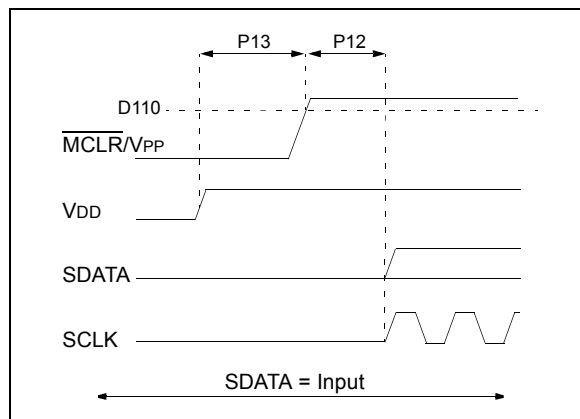 P13 P12
D110
MCLR/VPP
VDD
SDATA
SCLK
SDATA = Input